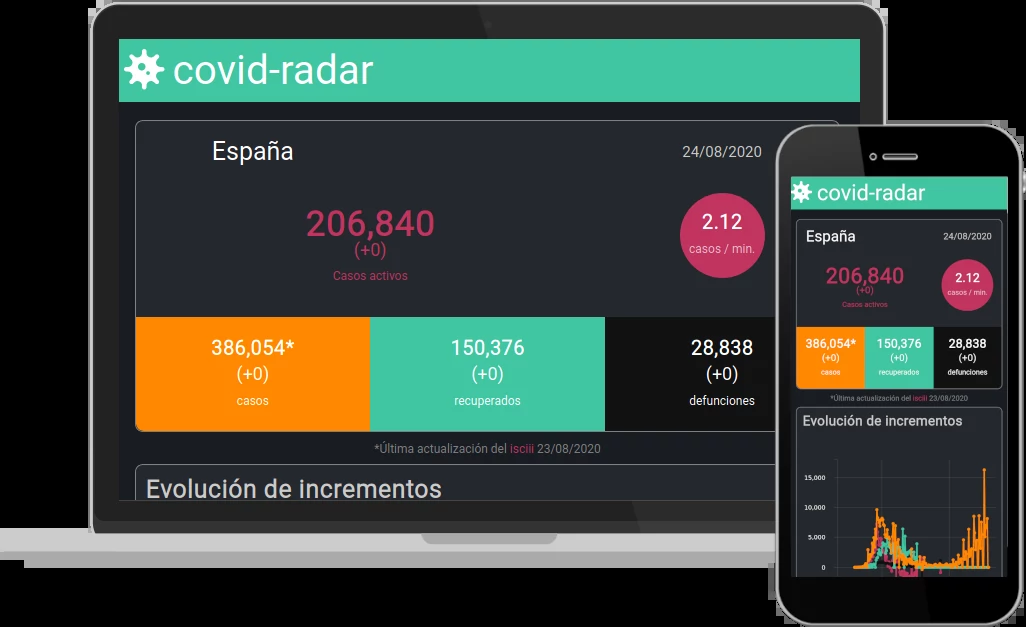 covid-radar
España
24/08/2020
206,840
(+0)
Casos activos
2.12
casos / min.
386,054*
(+0)
casos
150,376
(+0)
recuperados
28,838
(+0)
defunciones
*Última actualización del isciii 23/08/2020
Evolución de incrementos
covid-radar
España
24/08/2020
206,840
(+0)
Casos activos
2.12
casos / min.
386,054*
(+0)
casos
150,376
(+0)
recuperados
28,838
(+0)
defunciones
*Última actualización del isciii 23/08/2020
Evolución de incrementos
15,000
10,000
5,000
0